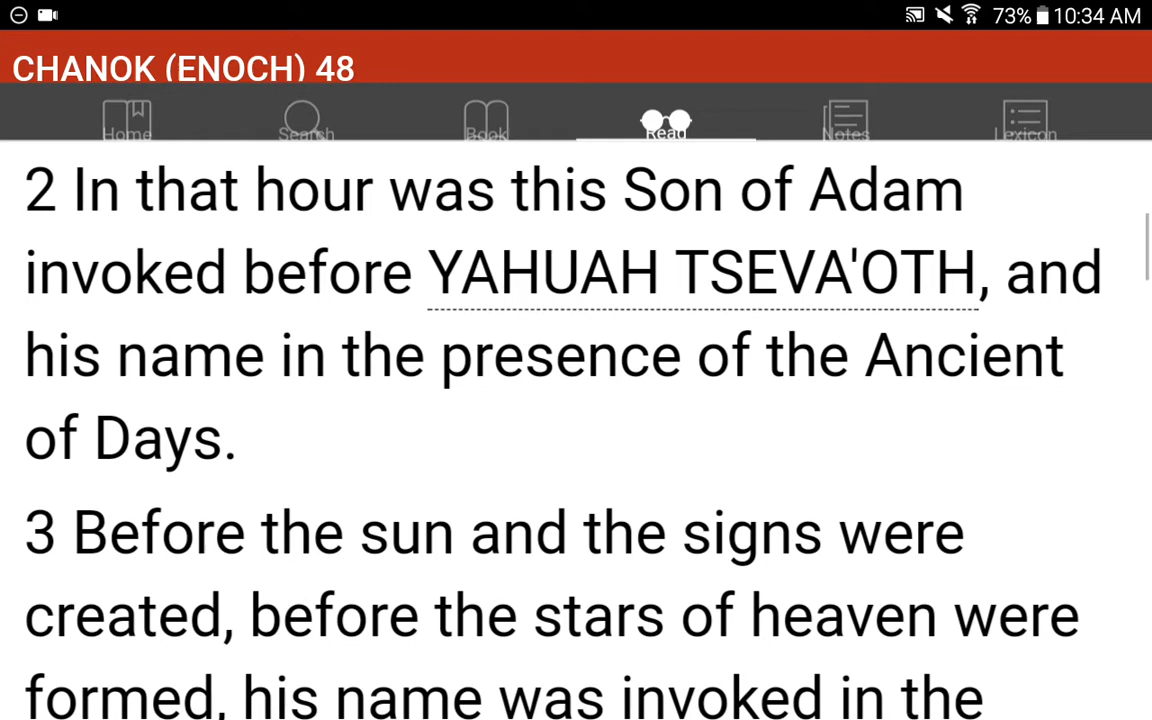 73% 10:34 AM
CHANOK (ENOCH) 48
Home Search Book Read Notes Lexicon
2 In that hour was this Son of Adam
invoked before YAHUAH TSEVA'OTH, and
his name in the presence of the Ancient
of Days.
3 Before the sun and the signs were
created, before the stars of heaven were
formed, his name was invoked in the